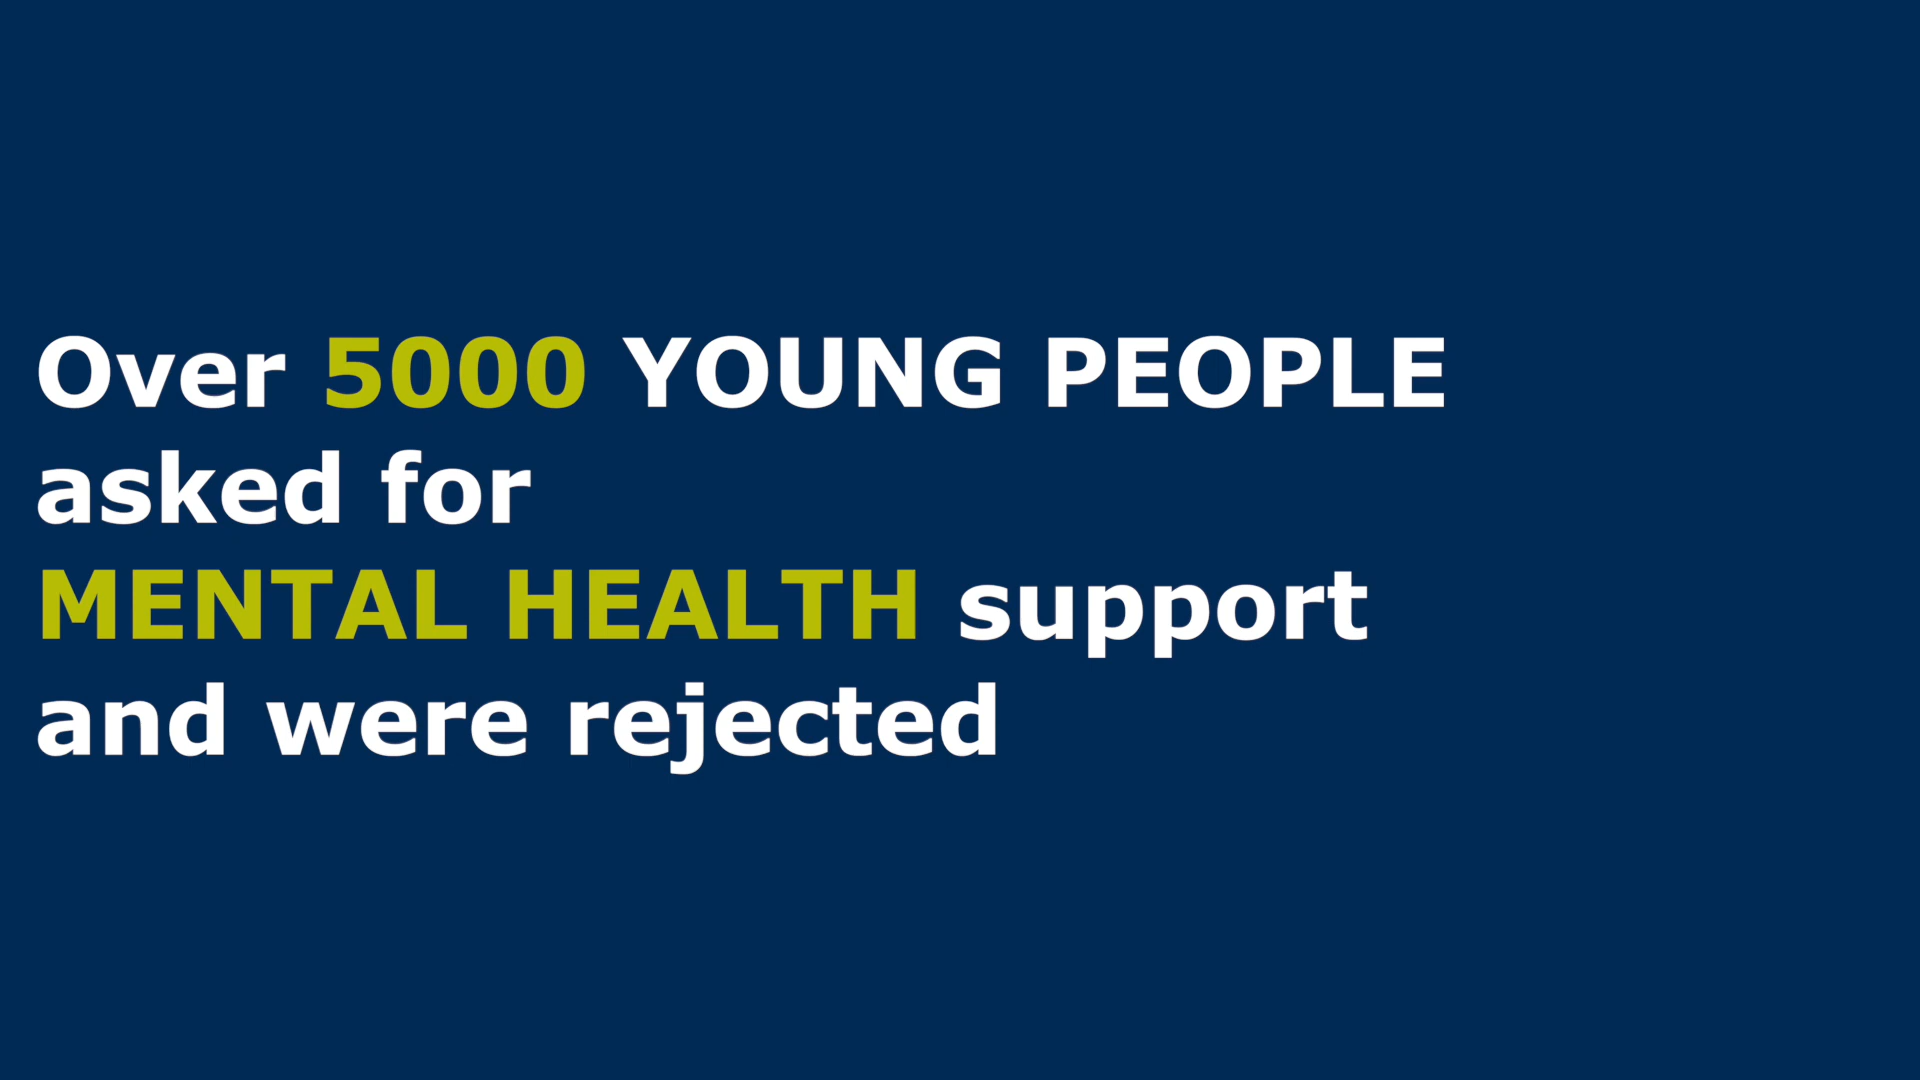 Over 5000 YOUNG PEOPLE
asked for
MENTAL HEALTH support
and were rejected